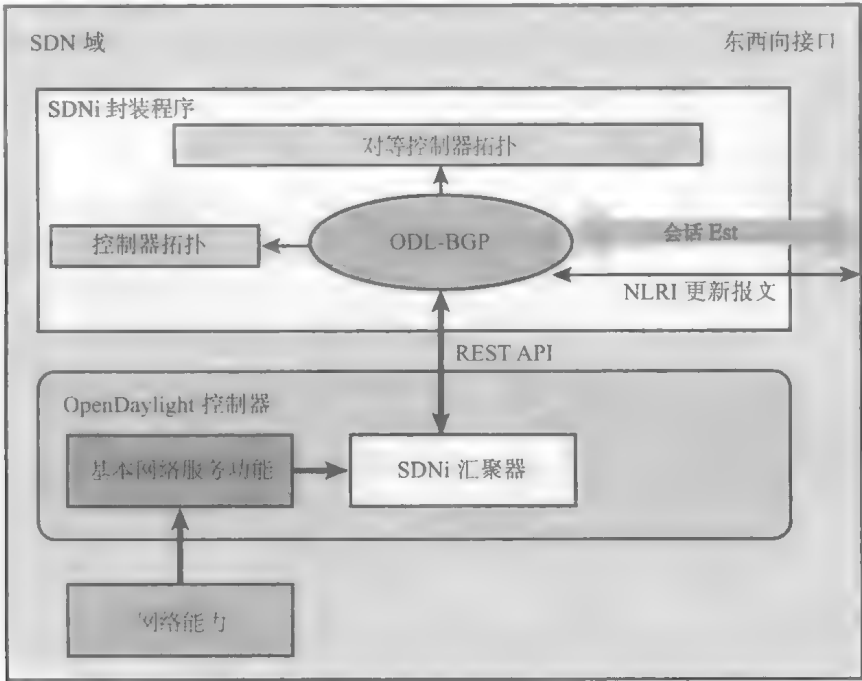 SDN 域
东西向接口
SDNi 封装程序
对等控制器拓扑
控制器拓扑
ODL-BGP
会话 Est
NLRI 更新报文
REST API
OpenDaylight 控制器
基本网络服务功能
SDNi 汇聚器
网络能力